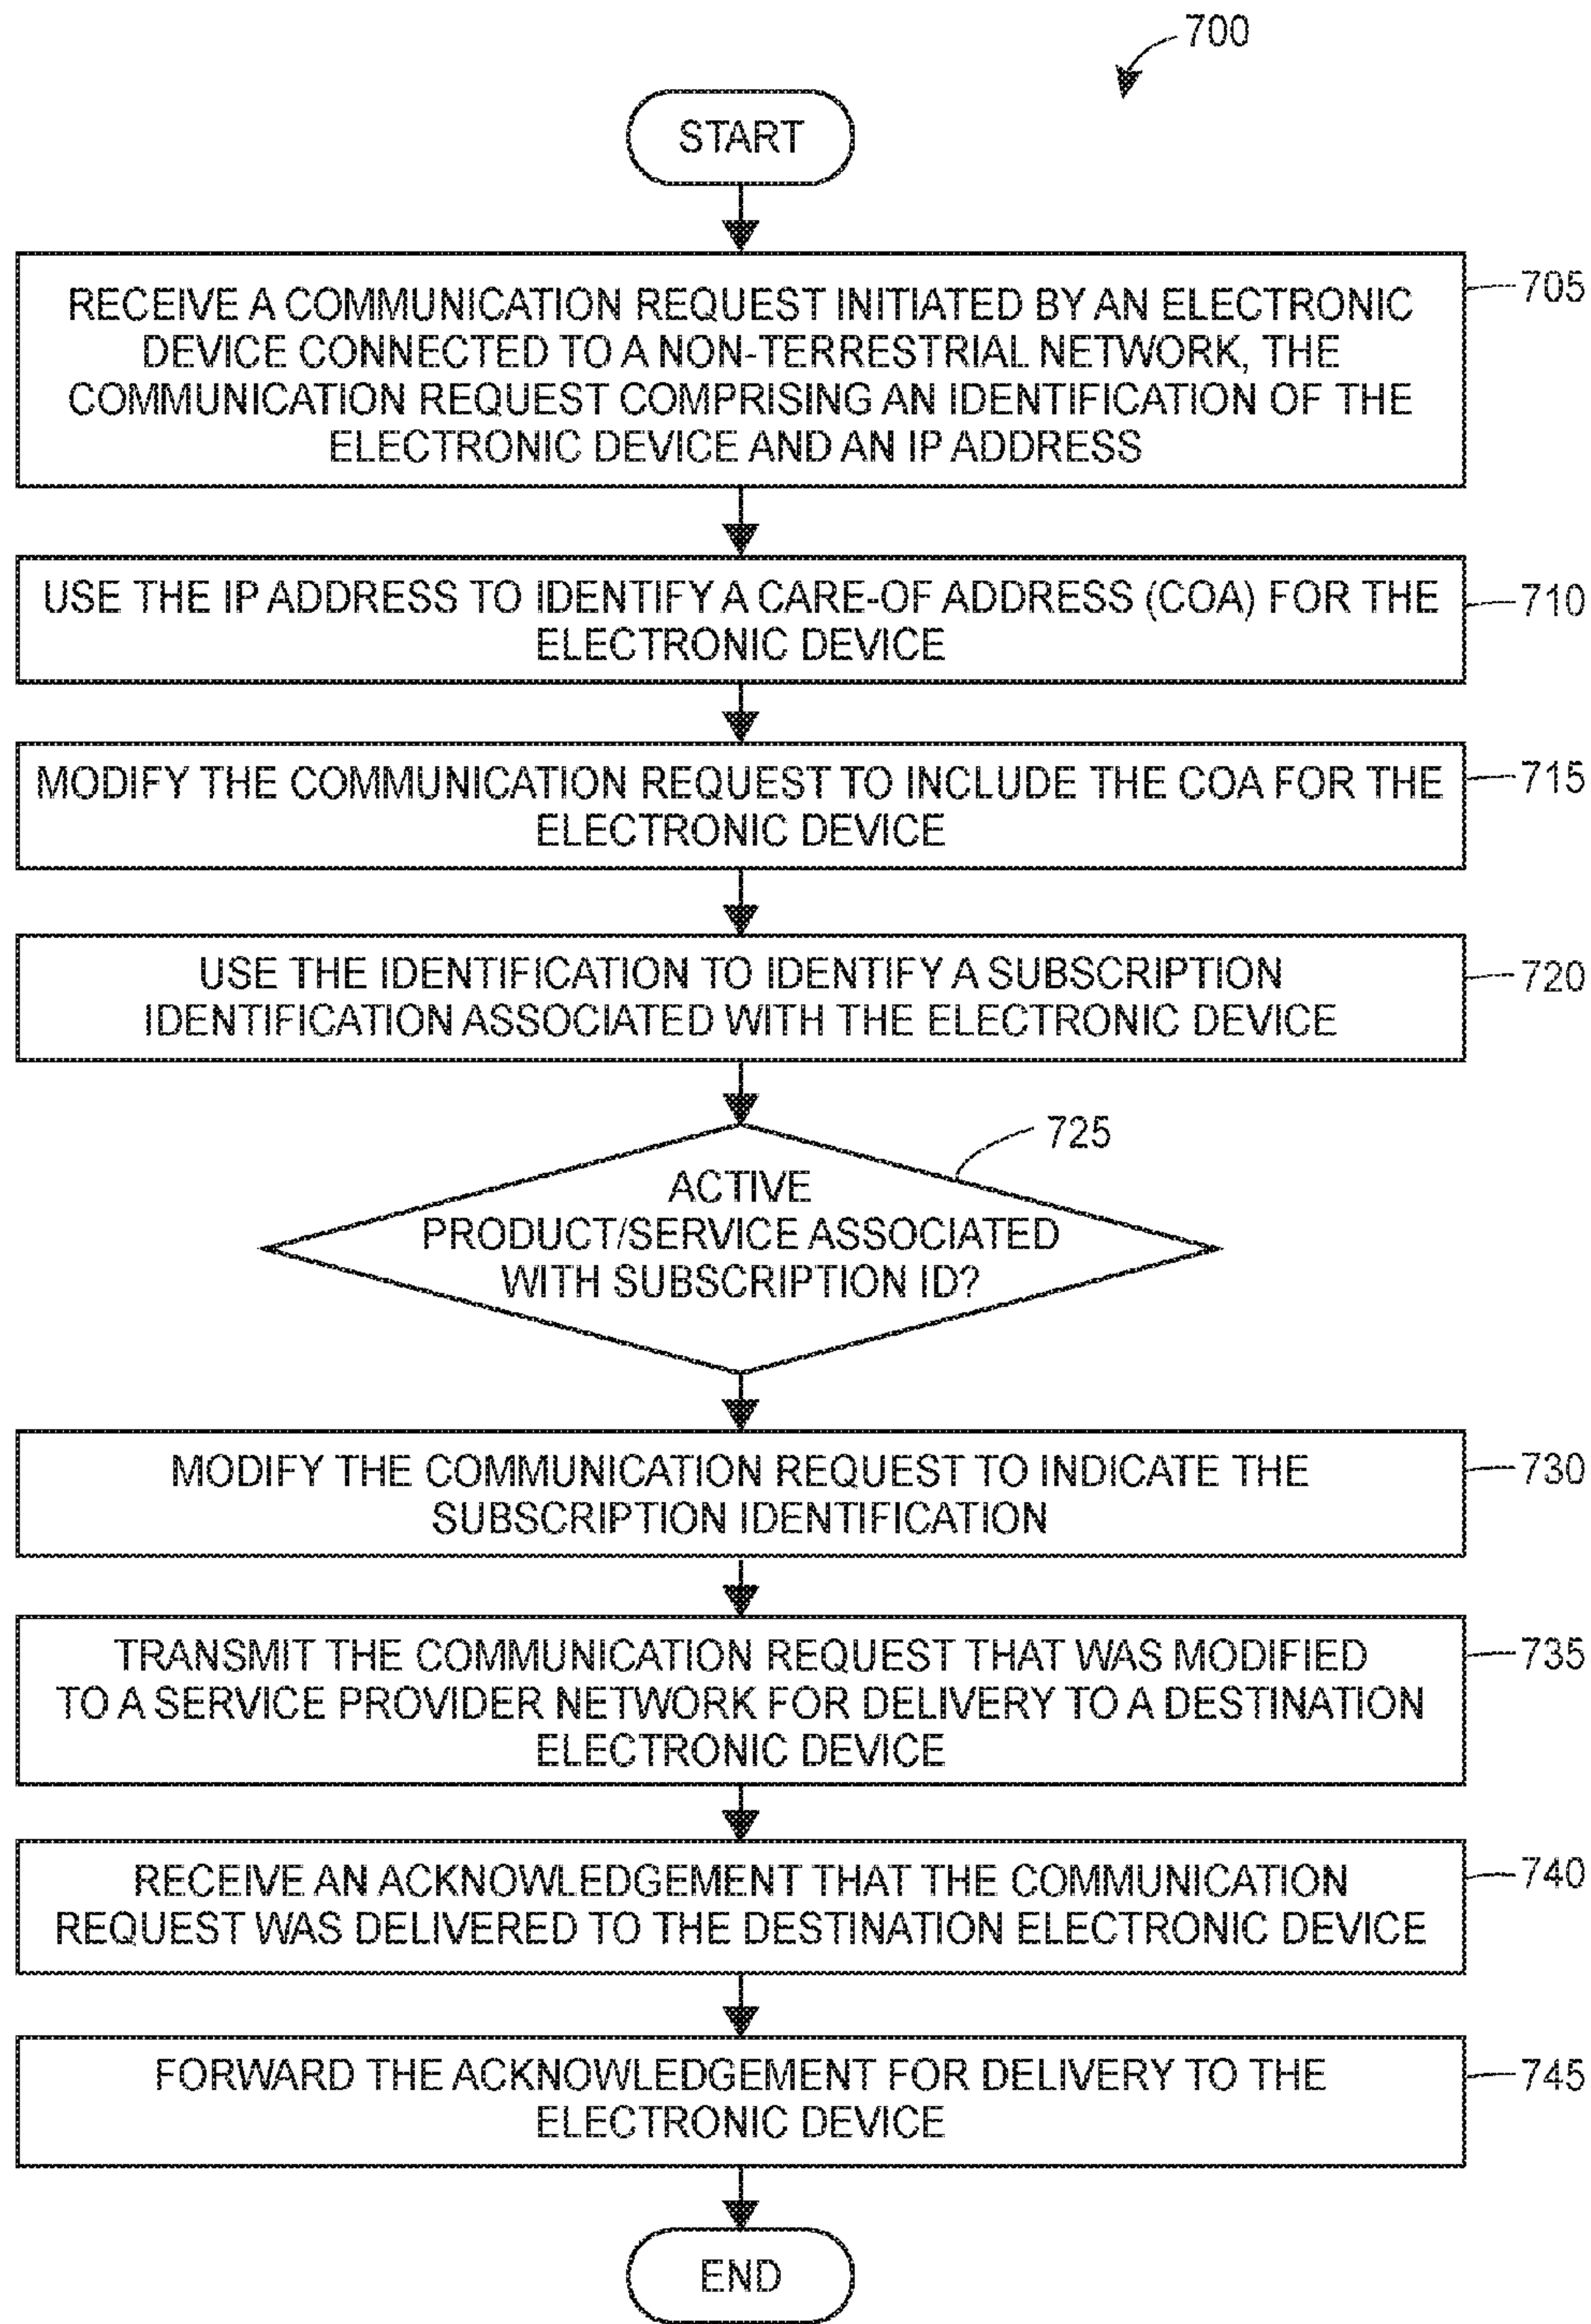 700
START
RECEIVE A COMMUNICATION REQUEST INITIATED BY AN ELECTRONIC
DEVICE CONNECTED TO A NON-TERRESTRIAL NETWORK, THE
COMMUNICATION REQUEST COMPRISING AN IDENTIFICATION OF THE
ELECTRONIC DEVICE AND AN IP ADDRESS
705
USE THE IP ADDRESS TO IDENTIFY A CARE-OF ADDRESS (COA) FOR THE
ELECTRONIC DEVICE
710
MODIFY THE COMMUNICATION REQUEST TO INCLUDE THE COA FOR THE
ELECTRONIC DEVICE
715
USE THE IDENTIFICATION TO IDENTIFY A SUBSCRIPTION
IDENTIFICATION ASSOCIATED WITH THE ELECTRONIC DEVICE
720
725
ACTIVE
PRODUCT/SERVICE ASSOCIATED
WITH SUBSCRIPTION ID?
MODIFY THE COMMUNICATION REQUEST TO INDICATE THE
SUBSCRIPTION IDENTIFICATION
730
TRANSMIT THE COMMUNICATION REQUEST THAT WAS MODIFIED
TO A SERVICE PROVIDER NETWORK FOR DELIVERY TO A DESTINATION
ELECTRONIC DEVICE
735
RECEIVE AN ACKNOWLEDGEMENT THAT THE COMMUNICATION
REQUEST WAS DELIVERED TO THE DESTINATION ELECTRONIC DEVICE
740
FORWARD THE ACKNOWLEDGEMENT FOR DELIVERY TO THE
ELECTRONIC DEVICE
745
END